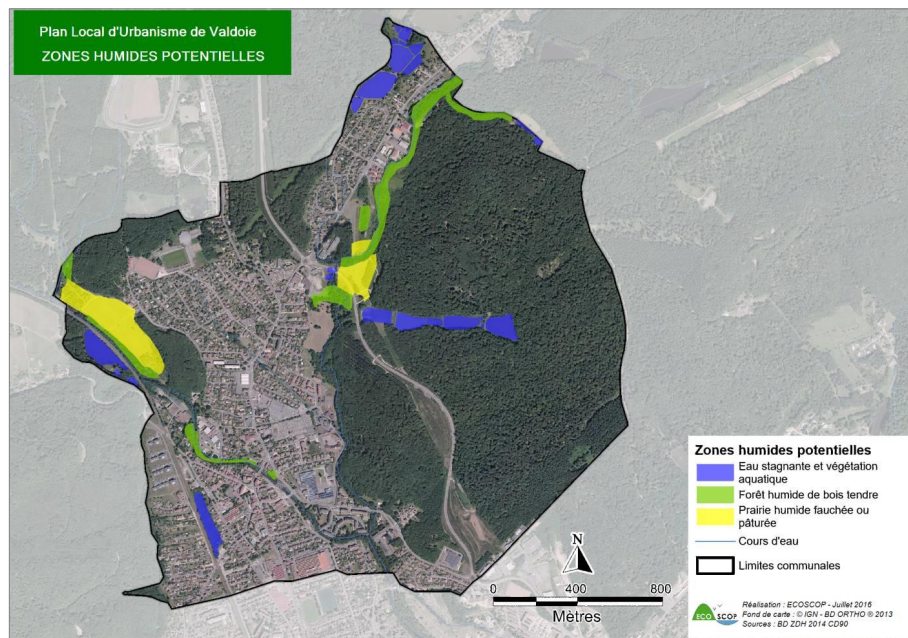 Plan Local d'Urbanisme de Valdoie
ZONES HUMIDES POTENTIELLES
Zones humides potentielles
Eau stagnante et végétation
aquatique
Forêt humide de bois tendre
Prairie humide fauchée ou
pâturée
Cours d'eau
Limites communales
N
0 400 800
Mètres
ECO SCOP
Réalisation : ECOSCOP - Juillet 2016
Fond de carte : © IGN - BD ORTHO ® 2013
Sources : BD ZDH 2014 CD90